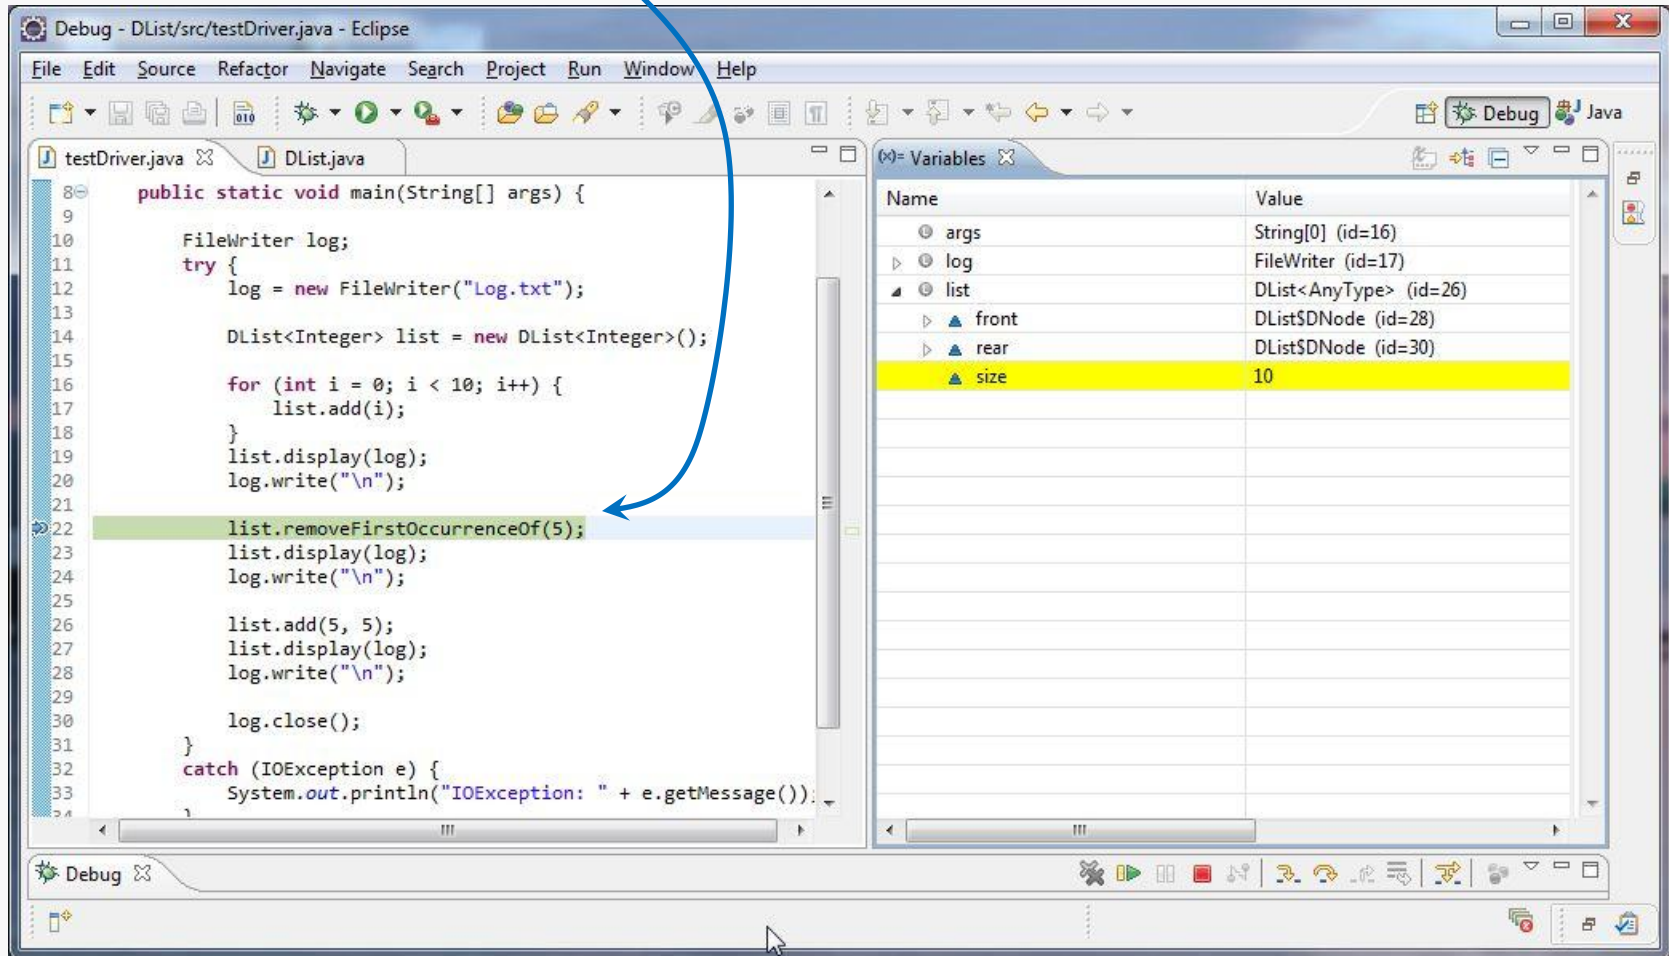 Debug - DList/src/testDriver.java - Eclipse
File Edit Source Refactor Navigate Search Project Run Window Help
Debug Java
testDriver.java DList.java
8 public static void main(String[] args) {
9
10 FileWriter log;
11 try {
12 log = new FileWriter("Log.txt");
13
14 DList<Integer> list = new DList<Integer>();
15
16 for (int i = 0; i < 10; i++) {
17 list.add(i);
18 }
19 list.display(log);
20 log.write("\n");
21
22 list.removeFirstOccurrenceOf(5);
23 list.display(log);
24 log.write("\n");
25
26 list.add(5, 5);
27 list.display(log);
28 log.write("\n");
29
30 log.close();
31 }
32 catch (IOException e) {
33 System.out.println("IOException: " + e.getMessage());
34 }
(x)= Variables
Name Value
args String[0] (id=16)
log FileWriter (id=17)
list DList<AnyType> (id=26)
front DList$DNode (id=28)
rear DList$DNode (id=30)
size 10
Debug